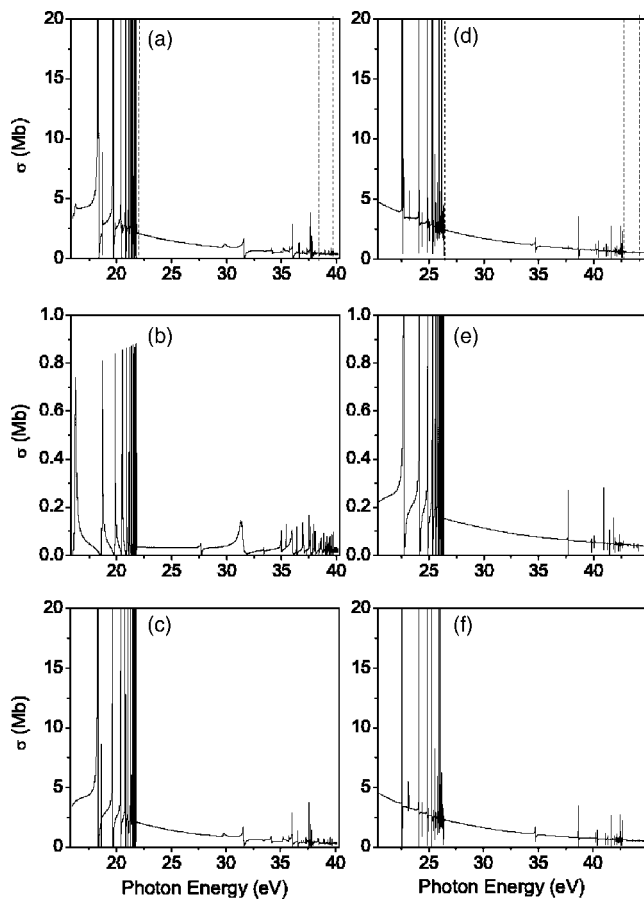 20 (a) (d) 20
15 15
σ (Mb) 10 σ (Mb) 10
5 5
0 0
20 25 30 35 40 25 30 35 40
1.0 (b) (e) 1.0
0.8 0.8
σ (Mb) 0.6 σ (Mb) 0.6
0.4 0.4
0.2 0.2
0.0 0.0
20 25 30 35 40 25 30 35 40
20 (c) (f) 20
15 15
σ (Mb) 10 σ (Mb) 10
5 5
0 0
20 25 30 35 40 25 30 35 40
Photon Energy (eV) Photon Energy (eV)